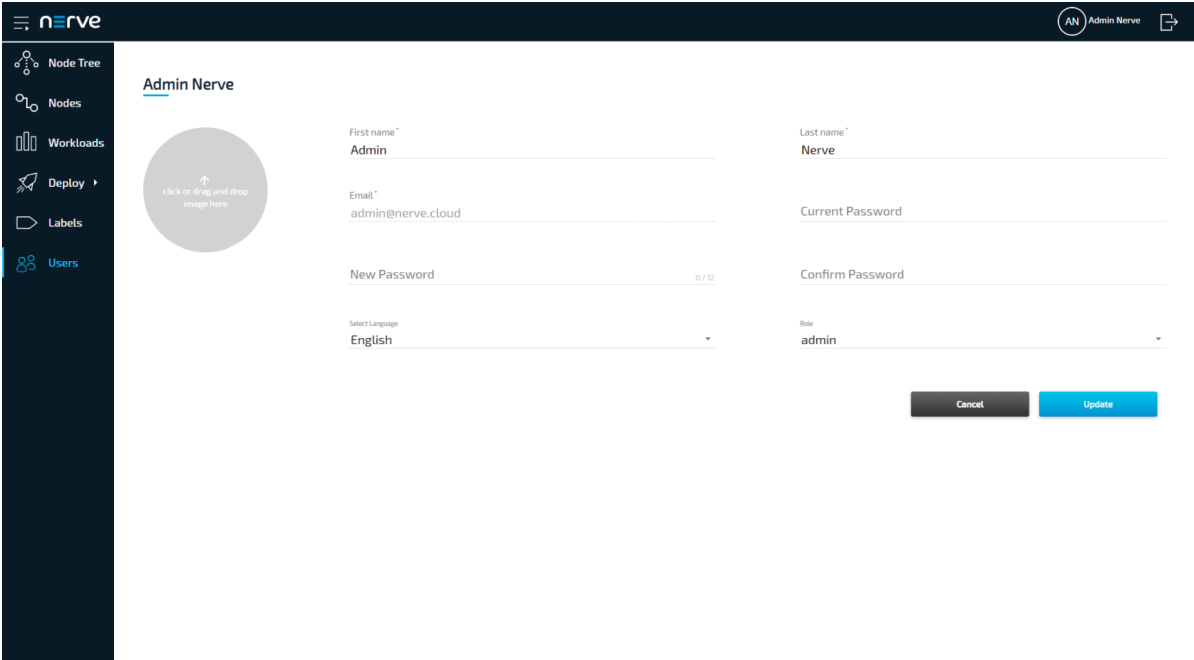 nerve
AN Admin Nerve
Node Tree
Nodes
Workloads
Deploy
Labels
Users
Admin Nerve
click or drag and drop
image here
First name *
Admin
Last name *
Nerve
Email *
admin@nerve.cloud
Current Password
New Password
0 / 12
Confirm Password
Select Language
English
Role
admin
Cancel
Update